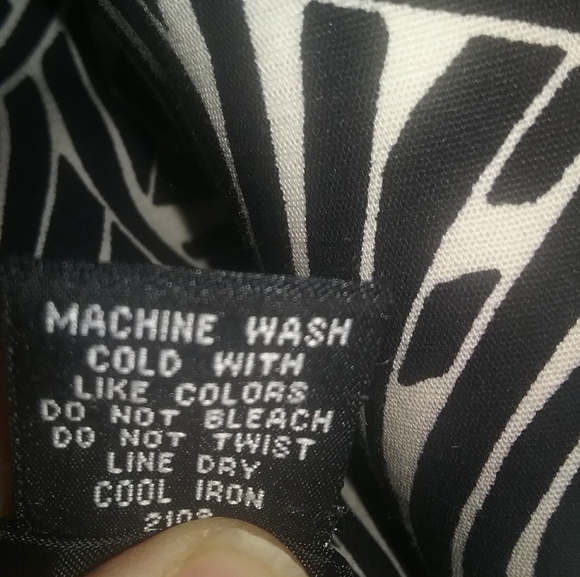 MACHINE WASH
COLD WITH
LIKE COLORS
DO NOT BLEACH
DO NOT TWIST
LINE DRY
COOL IRON